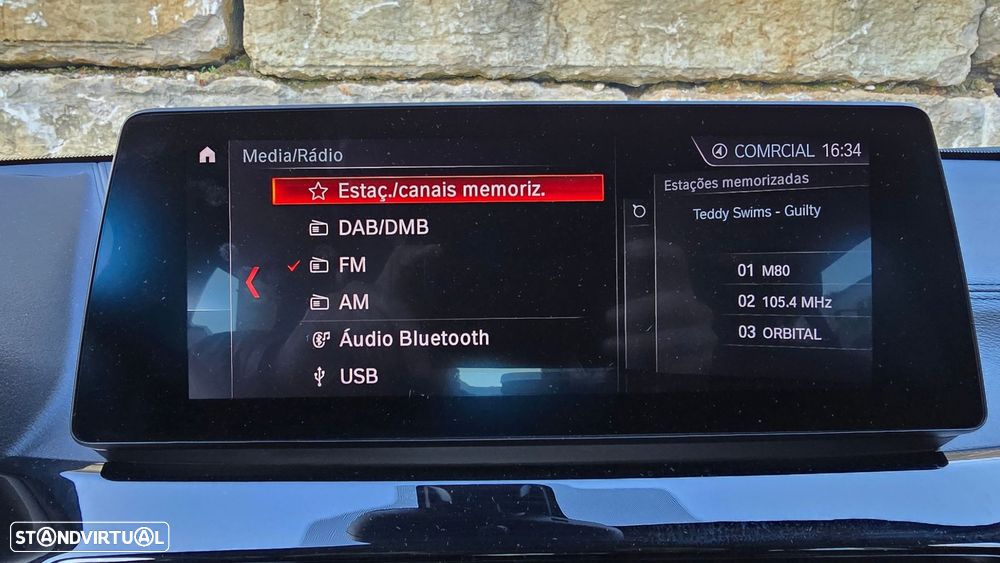 Media/Rádio
COMRCIAL 16:34
Estaç./canais memoriz.
DAB/DMB
FM
AM
Áudio Bluetooth
USB
Estações memorizadas
Teddy Swims - Guilty
01 M80
02 105.4 MHz
03 ORBITAL
STANDVIRTUAL